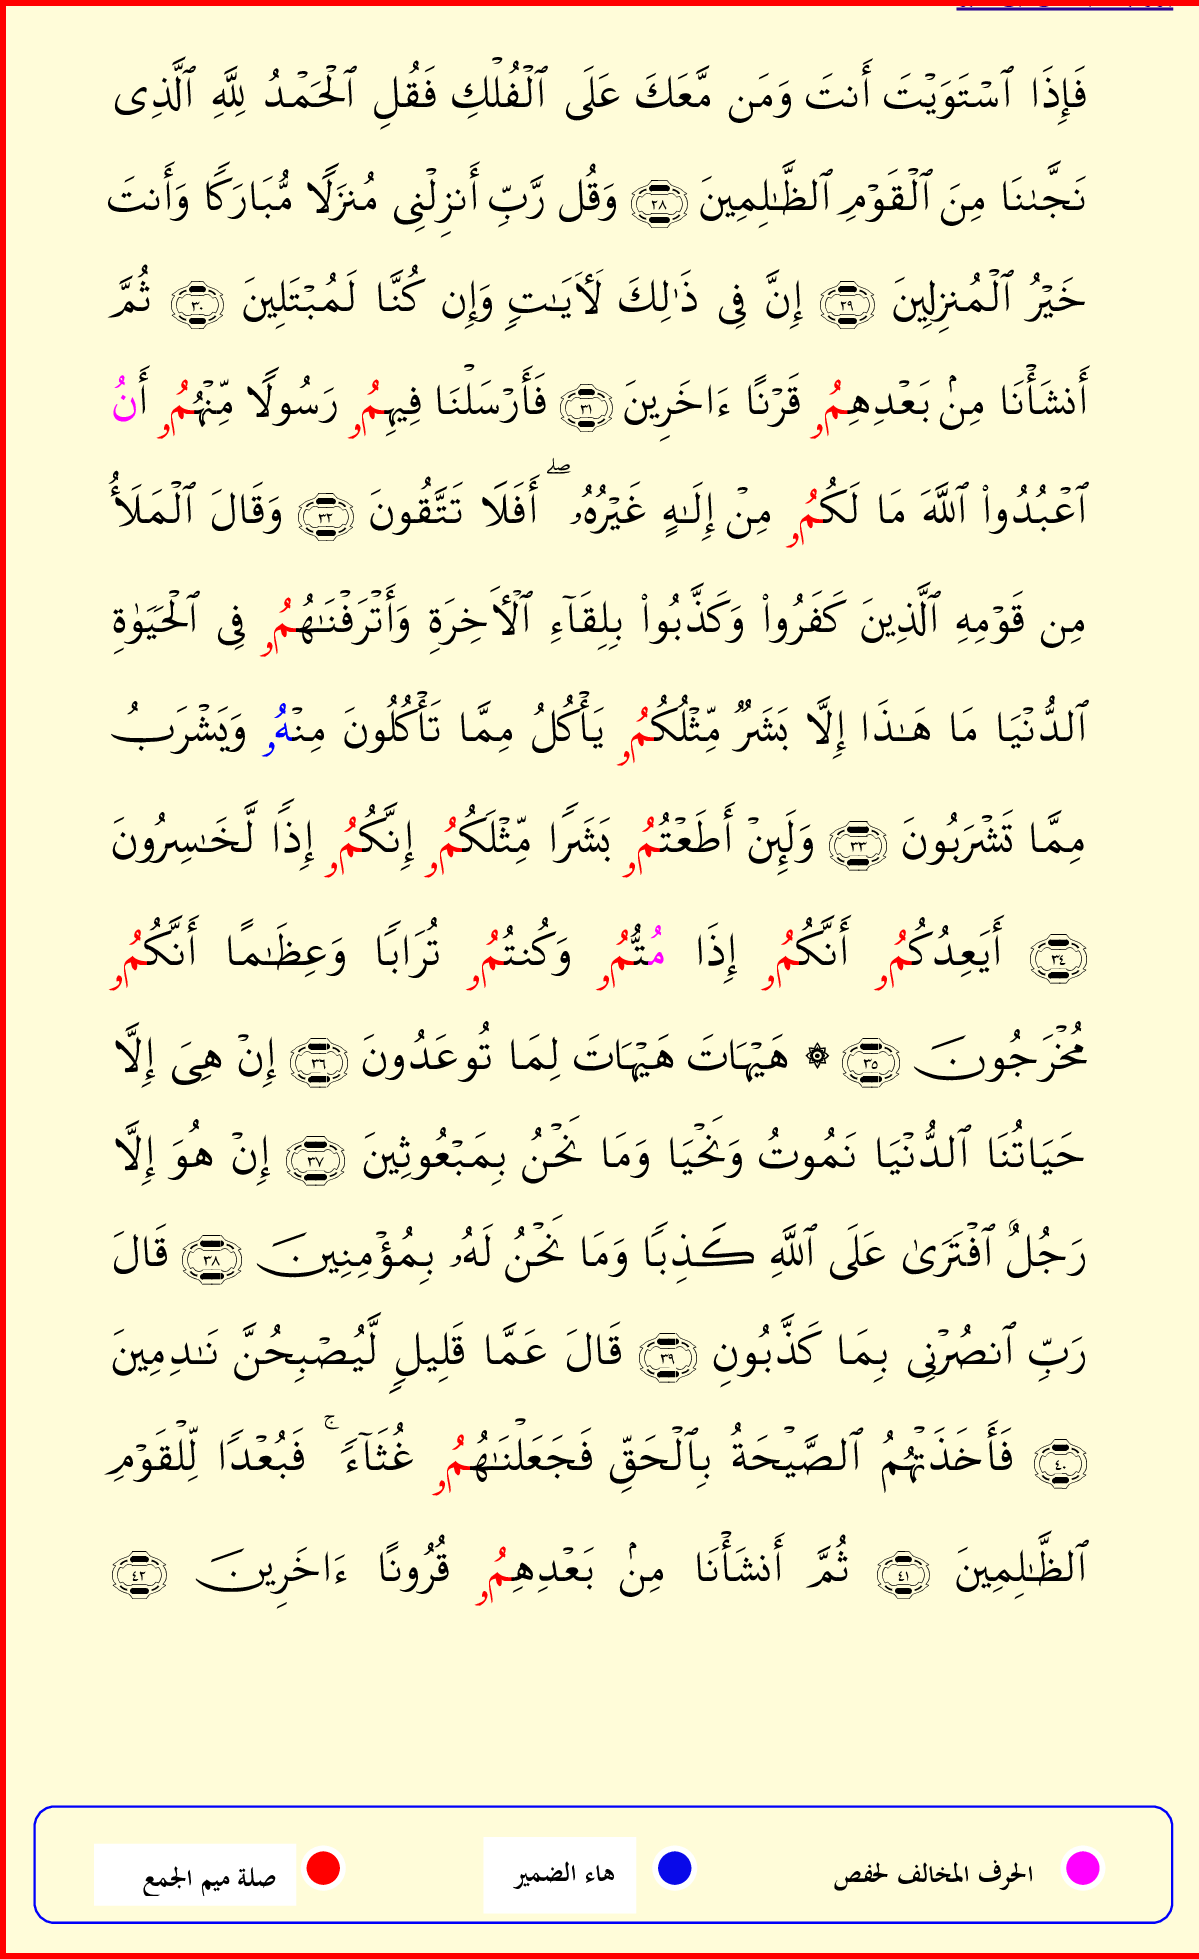 فَإِذَا ٱسْتَوَيْتَ أَنتَ وَمَن مَّعَكَ عَلَى ٱلْفُلْكِ فَقُلِ ٱلْحَمْدُ لِلَّهِ ٱلَّذِى
نَجَّىٰنَا مِنَ ٱلْقَوْمِ ٱلظَّـٰلِمِينَ ٢٨ وَقُل رَّبِّ أَنزِلْنِى مُنزَلًا مُّبَارَكًا وَأَنتَ
خَيْرُ ٱلْمُنزِلِينَ ٢٩ إِنَّ فِى ذَٰلِكَ لَأٓيَـٰتٍ وَإِن كُنَّا لَمُبْتَلِينَ ٣٠ ثُمَّ
أَنشَأْنَا مِنۢ بَعْدِهِمُۥ قَرْنًا ءَاخَرِينَ ٣١ فَأَرْسَلْنَا فِيهِمُۥ رَسُولًا مِّنْهُمُۥ أَنُ
ٱعْبُدُوا۟ ٱللَّهَ مَا لَكُمُۥ مِنْ إِلَـٰهٍ غَيْرُهُۥٓ ۖ أَفَلَا تَتَّقُونَ ٣٢ وَقَالَ ٱلْمَلَأُ
مِن قَوْمِهِ ٱلَّذِينَ كَفَرُوا۟ وَكَذَّبُوا۟ بِلِقَآءِ ٱلْأَخِرَةِ وَأَتْرَفْنَـٰهُمُۥ فِى ٱلْحَيَوٰةِ
ٱلدُّنْيَا مَا هَـٰذَا إِلَّا بَشَرٌ مِّثْلُكُمُۥ يَأْكُلُ مِمَّا تَأْكُلُونَ مِنْهُۥ وَيَشْرَبُ
مِمَّا تَشْرَبُونَ ٣٣ وَلَئِنْ أَطَعْتُمُۥ بَشَرًا مِّثْلَكُمُۥ إِنَّكُمُۥ إِذًا لَّخَـٰسِرُونَ
٣٤ أَيَعِدُكُمُۥ أَنَّكُمُۥ إِذَا مُتُّمُۥ وَكُنتُمُۥ تُرَابًا وَعِظَـٰمًا أَنَّكُمُۥ
مُخْرَجُونَ ٣٥ ۞ هَيْهَاتَ هَيْهَاتَ لِمَا تُوعَدُونَ ٣٦ إِنْ هِىَ إِلَّا
حَيَاتُنَا ٱلدُّنْيَا نَمُوتُ وَنَحْيَا وَمَا نَحْنُ بِمَبْعُوثِينَ ٣٧ إِنْ هُوَ إِلَّا
رَجُلٌ ٱفْتَرَىٰ عَلَى ٱللَّهِ كَذِبًا وَمَا نَحْنُ لَهُۥ بِمُؤْمِنِينَ ٣٨ قَالَ
رَبِّ ٱنصُرْنِى بِمَا كَذَّبُونِ ٣٩ قَالَ عَمَّا قَلِيلٍ لَّيُصْبِحُنَّ نَـٰدِمِينَ
٤٠ فَأَخَذَتْهُمُ ٱلصَّيْحَةُ بِٱلْحَقِّ فَجَعَلْنَـٰهُمُۥ غُثَآءً ۚ فَبُعْدًا لِّلْقَوْمِ
ٱلظَّـٰلِمِينَ ٤١ ثُمَّ أَنشَأْنَا مِنۢ بَعْدِهِمُۥ قُرُونًا ءَاخَرِينَ ٤٢
الحرف المخالف لحفص هاء الضمير صلة ميم الجمع